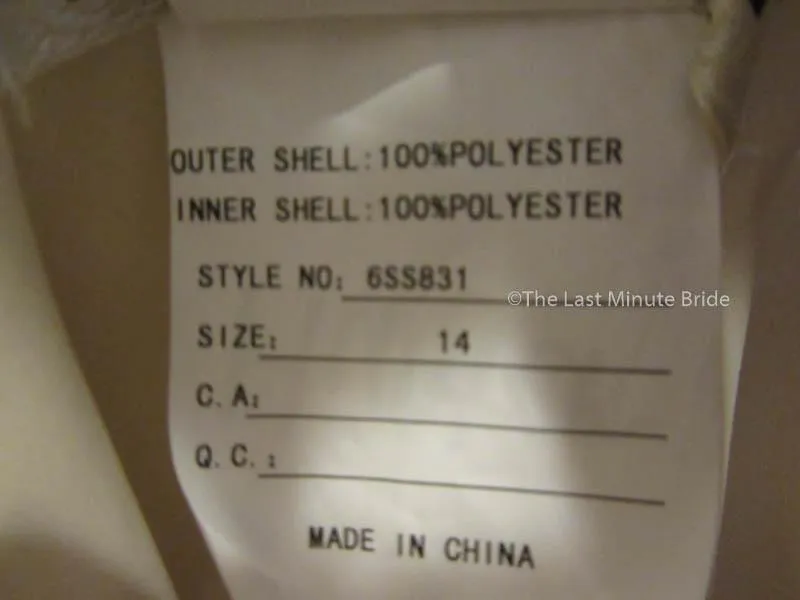 OUTER SHELL:100%POLYESTER
INNER SHELL:100%POLYESTER
STYLE NO: 6SS831
©The Last Minute Bride
SIZE: 14
C.A:
Q.C.:
MADE IN CHINA